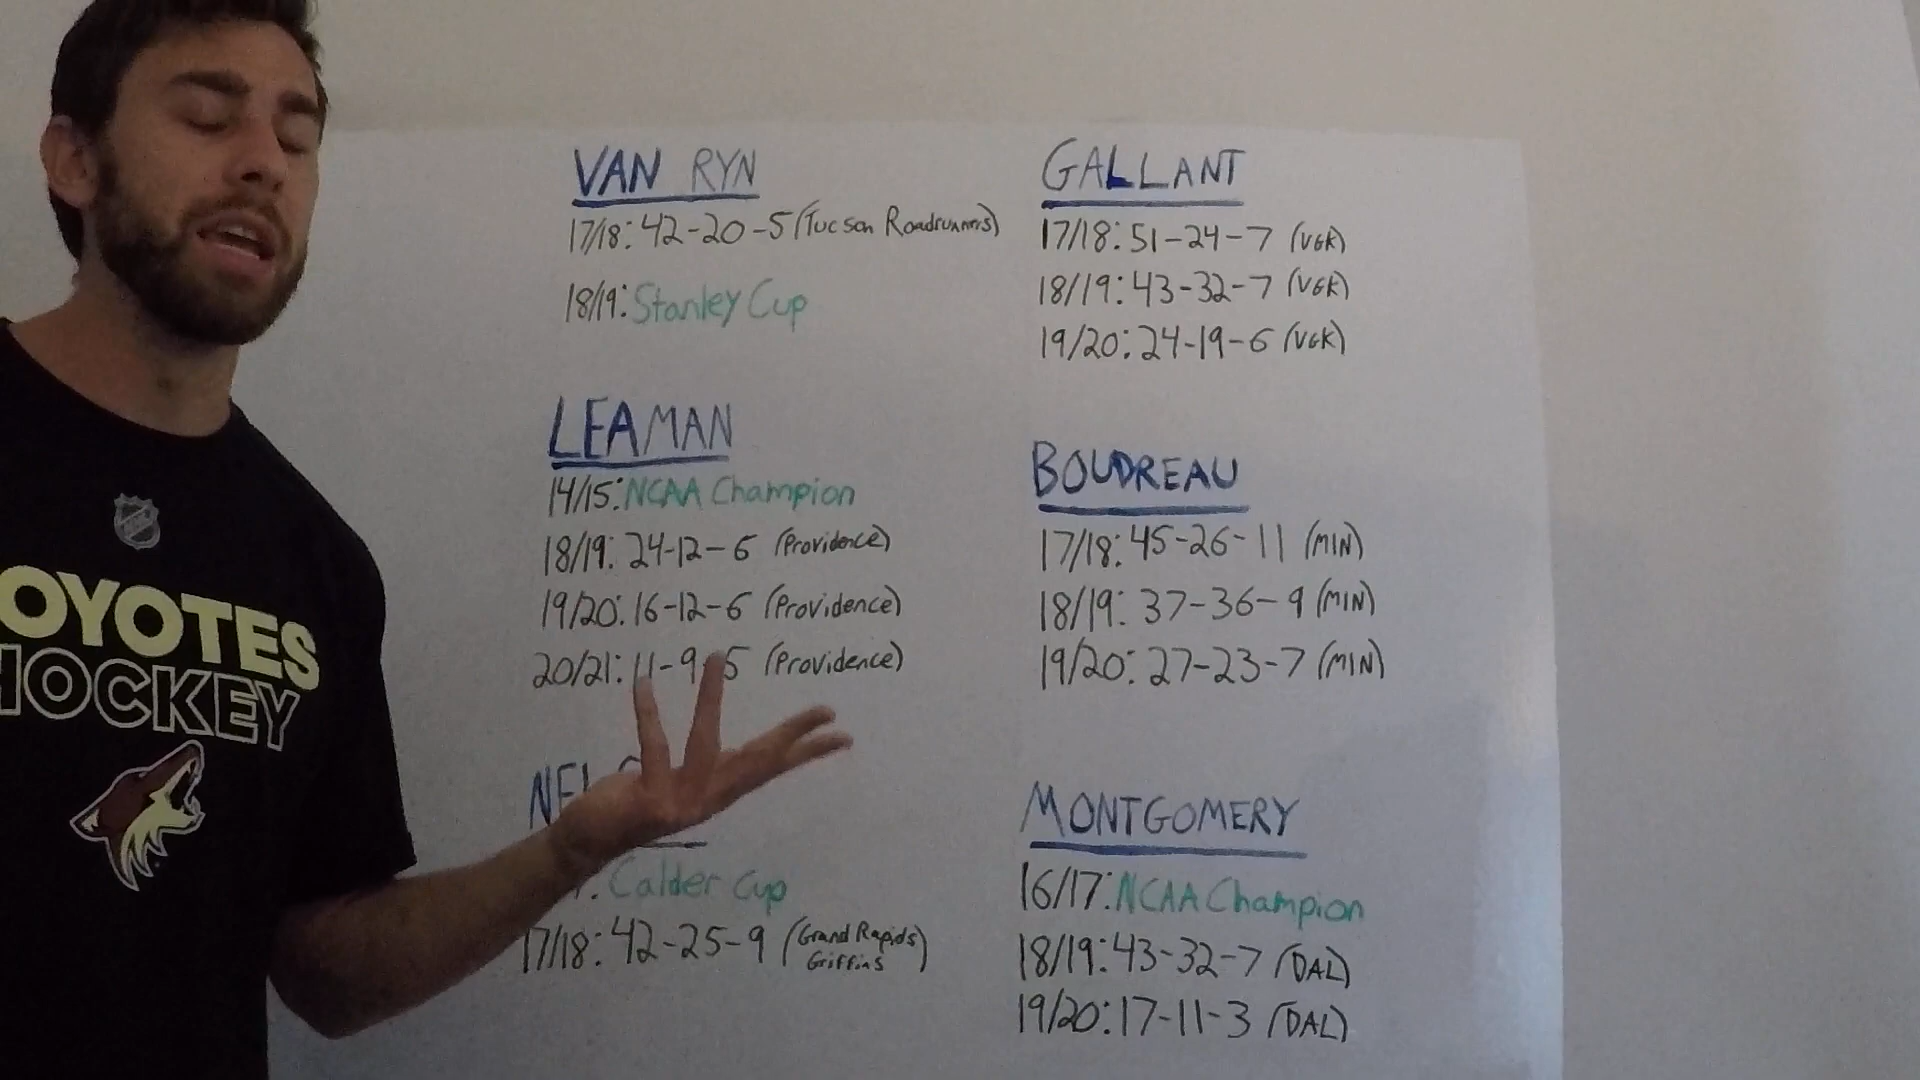 VAN RYN
17/18: 42-20-5 (Tucson Roadrunners)
18/19: Stanley Cup
LEAMAN
14/15: NCAA Champion
18/19: 24-12-6 (Providence)
19/20: 16-12-6 (Providence)
20/21: 11-9-5 (Providence)
Calder Cup
17/18: 42-25-9 (Grand Rapids
Griffins)
GALLANT
17/18: 51-24-7 (VGK)
18/19: 43-32-7 (VGK)
19/20: 24-19-6 (VGK)
BOUDREAU
17/18: 45-26-11 (MIN)
18/19: 37-36-9 (MIN)
19/20: 27-23-7 (MIN)
MONTGOMERY
16/17: NCAA Champion
18/19: 43-32-7 (DAL)
19/20: 17-11-3 (DAL)
OYOTES
HOCKEY